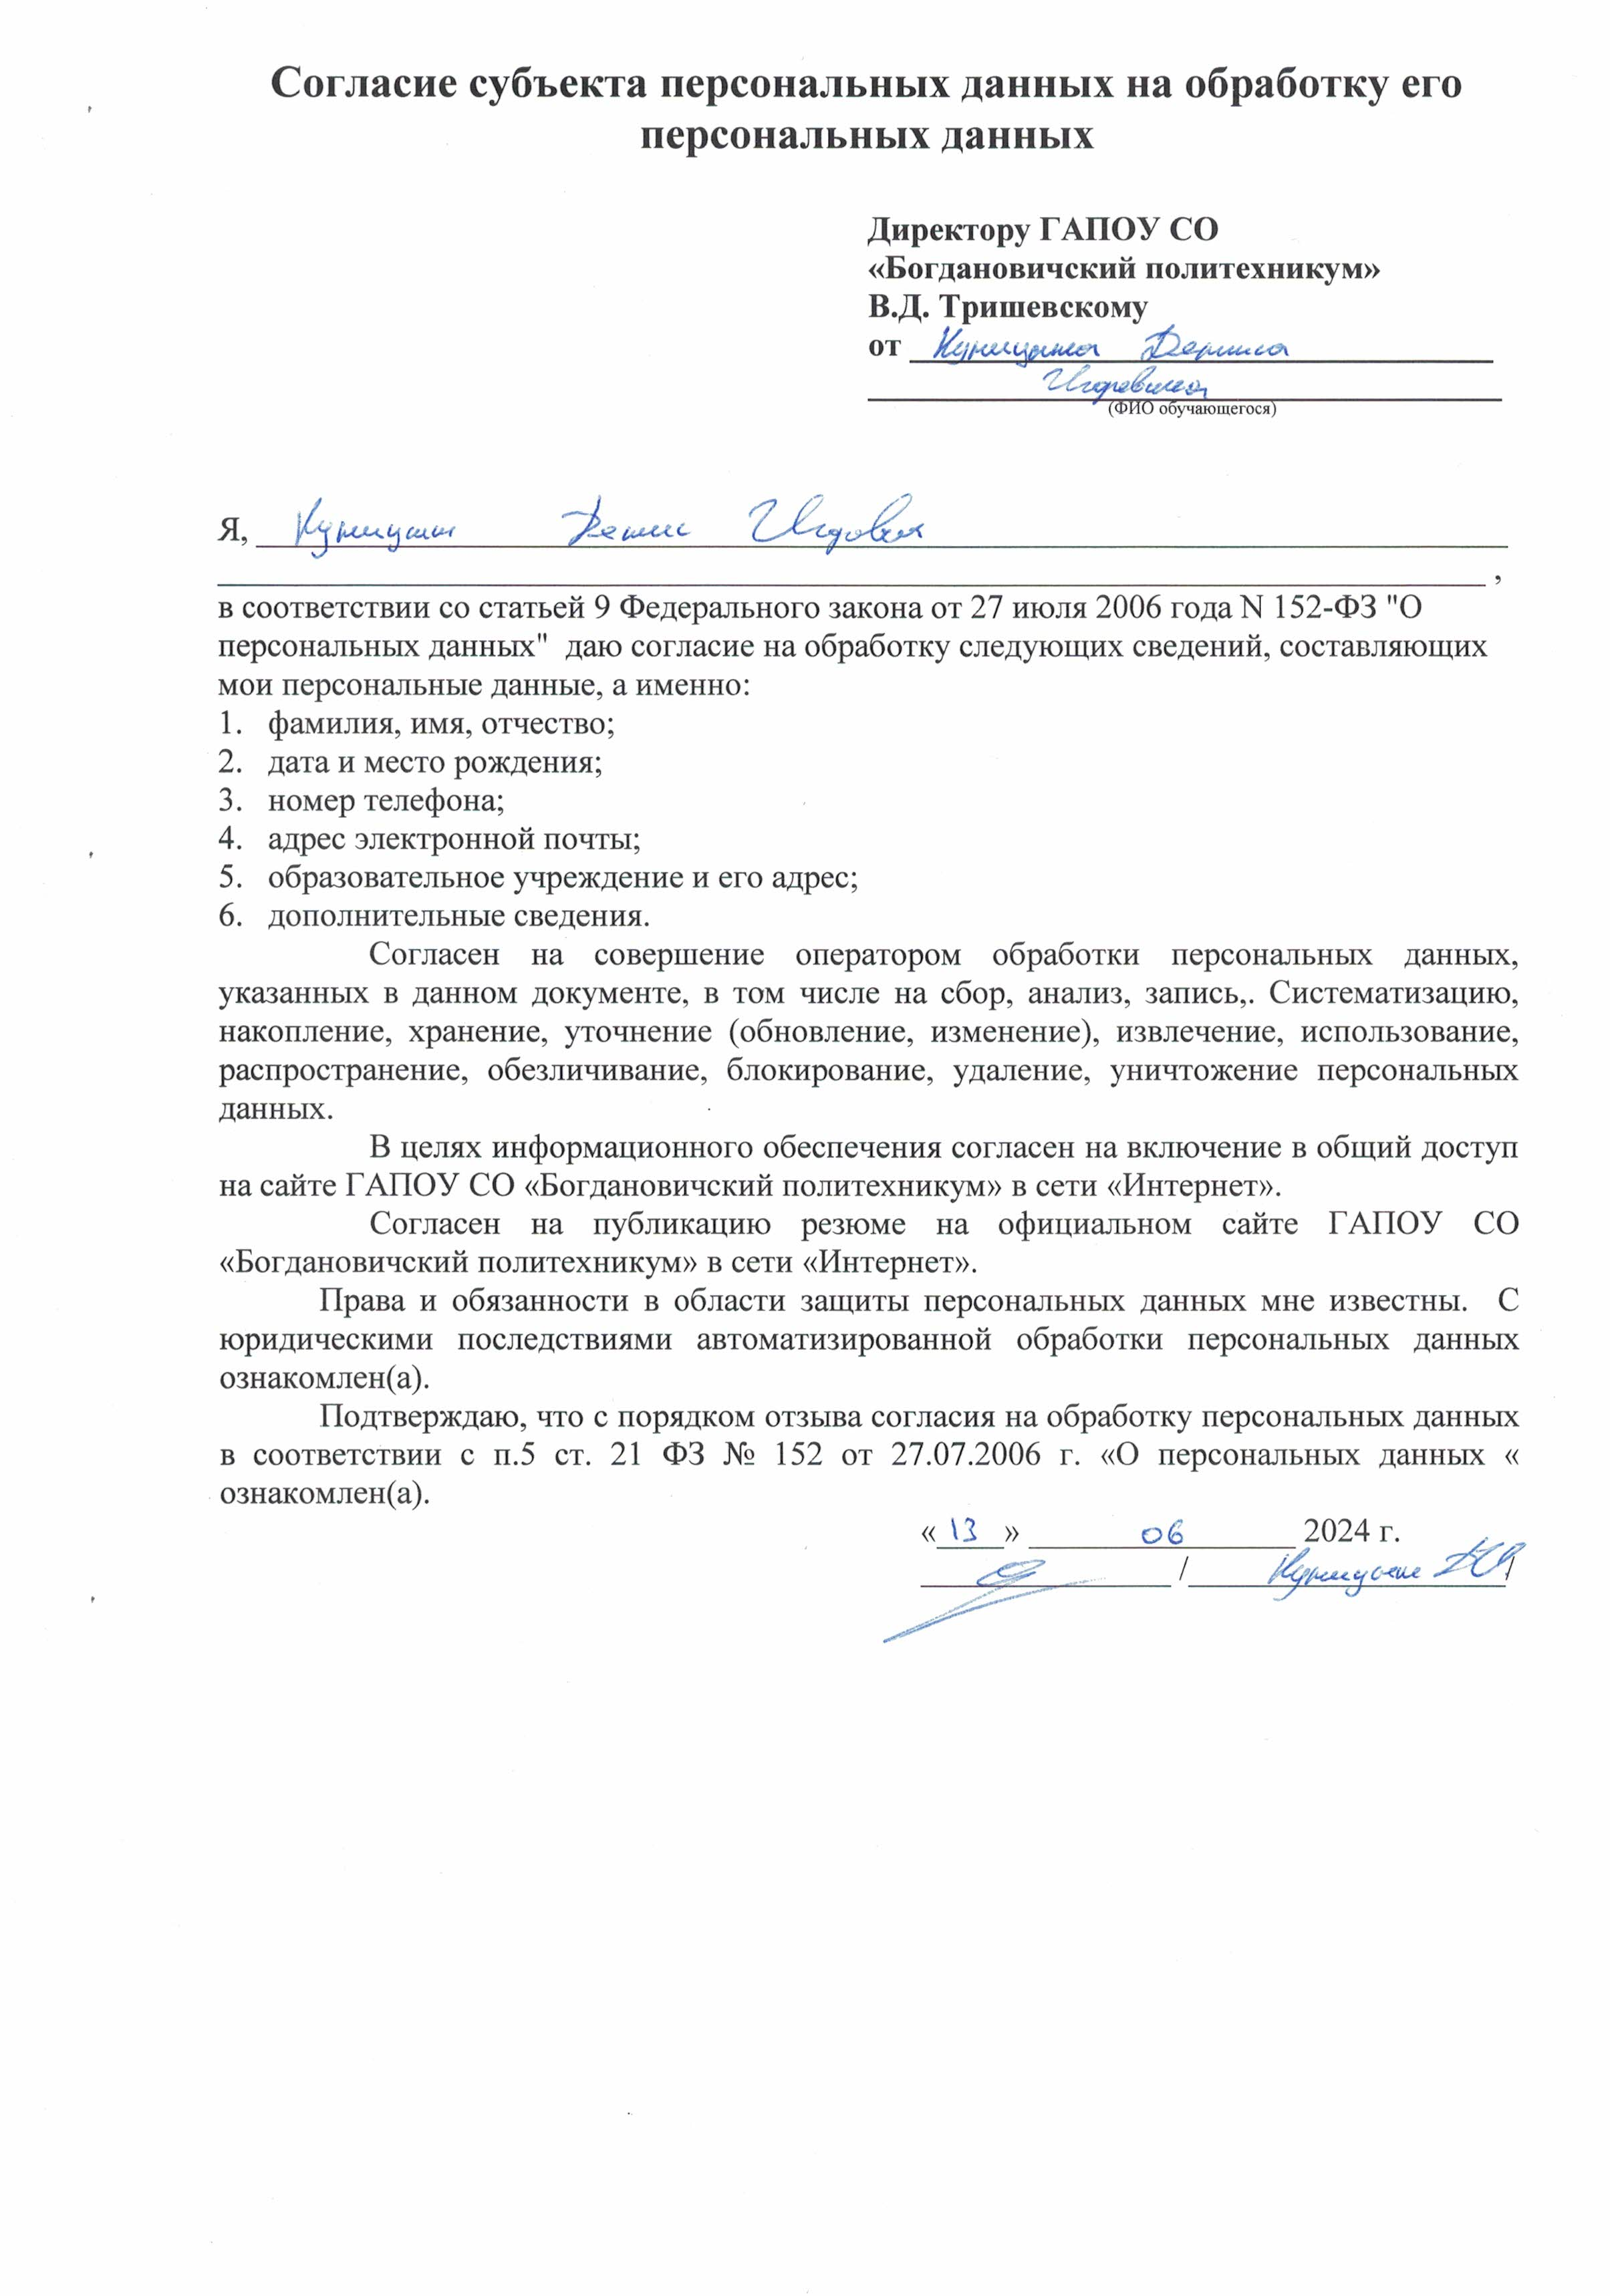 Согласие субъекта персональных данных на обработку его
персональных данных
Директору ГАПОУ СО
«Богдановичский политехникум»
В.Д. Тришевскому
от Куницына Дениса
Игоревича
(ФИО обучающегося)
Я, Куницын Денис Игоревич
,
в соответствии со статьей 9 Федерального закона от 27 июля 2006 года N 152-ФЗ "О
персональных данных" даю согласие на обработку следующих сведений, составляющих
мои персональные данные, а именно:
1. фамилия, имя, отчество;
2. дата и место рождения;
3. номер телефона;
4. адрес электронной почты;
5. образовательное учреждение и его адрес;
6. дополнительные сведения.
Согласен на совершение оператором обработки персональных данных,
указанных в данном документе, в том числе на сбор, анализ, запись,. Систематизацию,
накопление, хранение, уточнение (обновление, изменение), извлечение, использование,
распространение, обезличивание, блокирование, удаление, уничтожение персональных
данных.
В целях информационного обеспечения согласен на включение в общий доступ
на сайте ГАПОУ СО «Богдановичский политехникум» в сети «Интернет».
Согласен на публикацию резюме на официальном сайте ГАПОУ СО
«Богдановичский политехникум» в сети «Интернет».
Права и обязанности в области защиты персональных данных мне известны. С
юридическими последствиями автоматизированной обработки персональных данных
ознакомлен(а).
Подтверждаю, что с порядком отзыва согласия на обработку персональных данных
в соответствии с п.5 ст. 21 ФЗ № 152 от 27.07.2006 г. «О персональных данных «
ознакомлен(а).
«13» 06 2024 г.
/ Куницын ДИ /